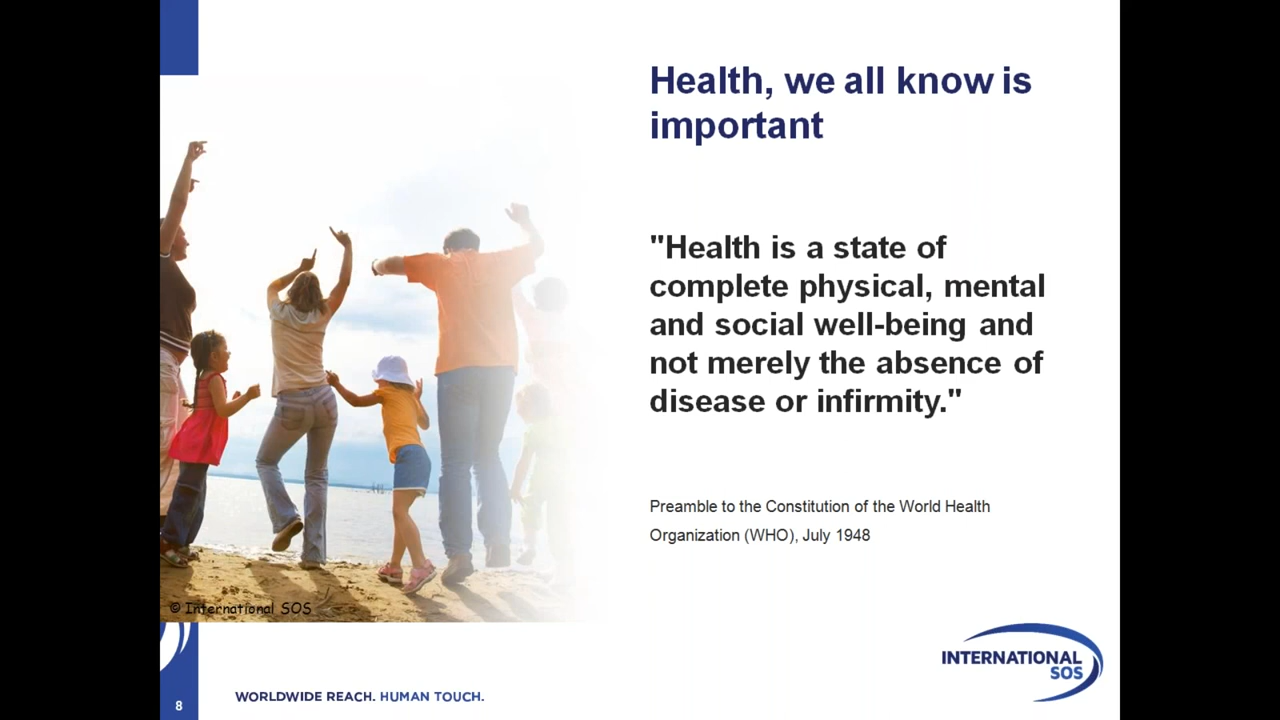 Health, we all know is
important
"Health is a state of
complete physical, mental
and social well-being and
not merely the absence of
disease or infirmity."
Preamble to the Constitution of the World Health
Organization (WHO), July 1948
© International SOS
INTERNATIONAL
SOS
8
WORLDWIDE REACH. HUMAN TOUCH.